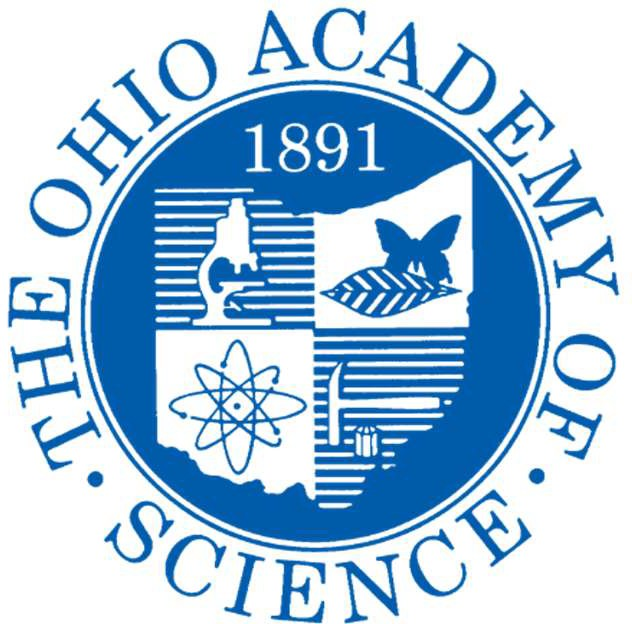 THE OHIO ACADEMY OF
· SCIENCE ·
1891